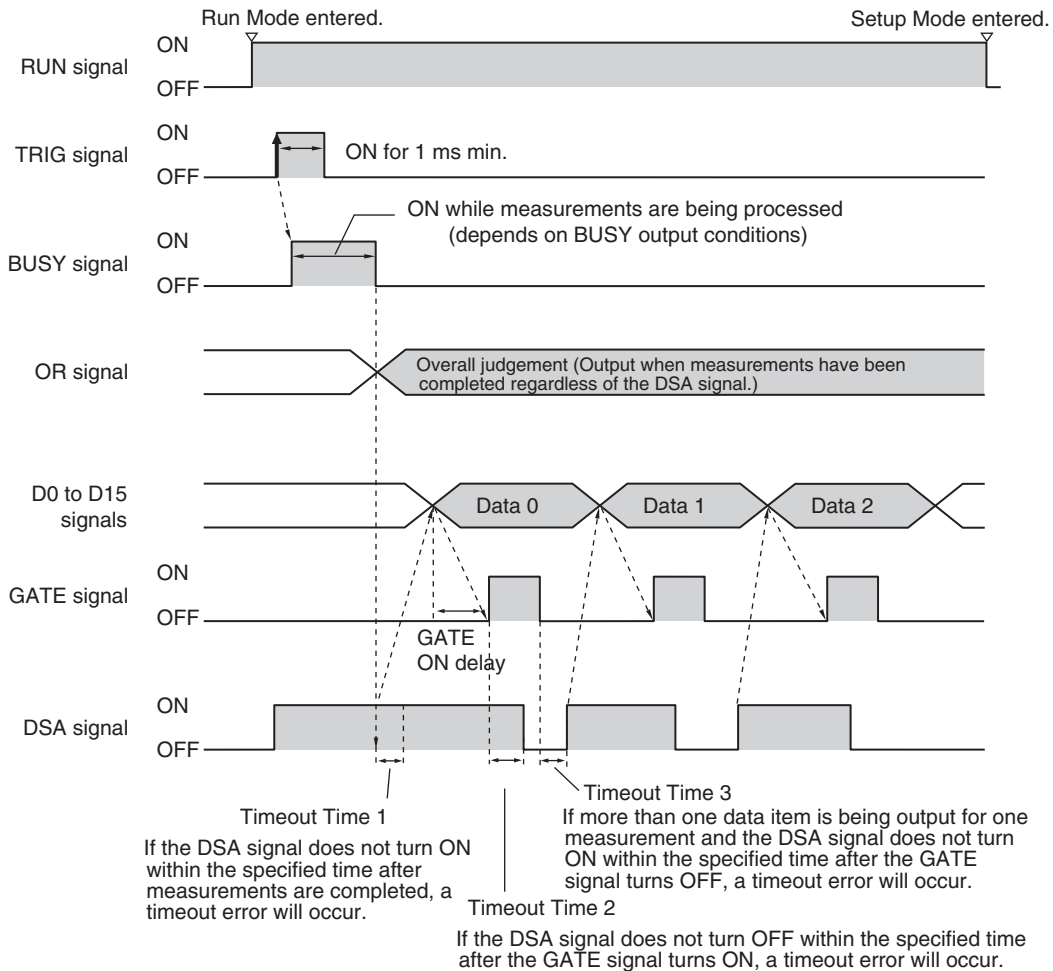 Run Mode entered.
Setup Mode entered.
RUN signal
ON
OFF
TRIG signal
ON
OFF
ON for 1 ms min.
BUSY signal
ON
OFF
ON while measurements are being processed
(depends on BUSY output conditions)
OR signal
Overall judgement (Output when measurements have been
completed regardless of the DSA signal.)
D0 to D15
signals
Data 0
Data 1
Data 2
GATE signal
ON
OFF
GATE
ON delay
DSA signal
ON
OFF
Timeout Time 1
If the DSA signal does not turn ON
within the specified time after
measurements are completed, a
timeout error will occur.
Timeout Time 3
If more than one data item is being output for one
measurement and the DSA signal does not turn
ON within the specified time after the GATE
signal turns OFF, a timeout error will occur.
Timeout Time 2
If the DSA signal does not turn OFF within the specified time
after the GATE signal turns ON, a timeout error will occur.